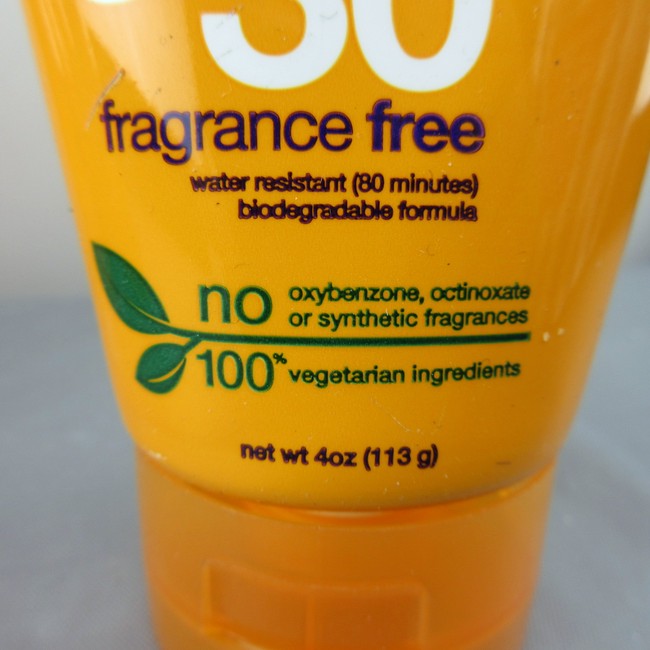 30
fragrance free
water resistant (80 minutes)
biodegradable formula
no oxybenzone, octinoxate
or synthetic fragrances
100% vegetarian ingredients
net wt 4oz (113 g)